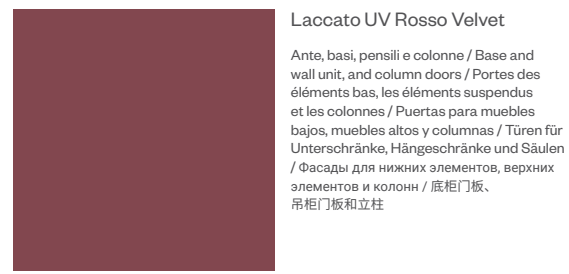 Laccato UV Rosso Velvet
Ante, basi, pensili e colonne / Base and
wall unit, and column doors / Portes des
éléments bas, les éléments suspendus
et les colonnes / Puertas para muebles
bajos, muebles altos y columnas / Türen für
Unterschränke, Hängeschränke und Säulen
/ Фасады для нижних элементов, верхних
элементов и колонн / 底柜门板、
吊柜门板和立柱